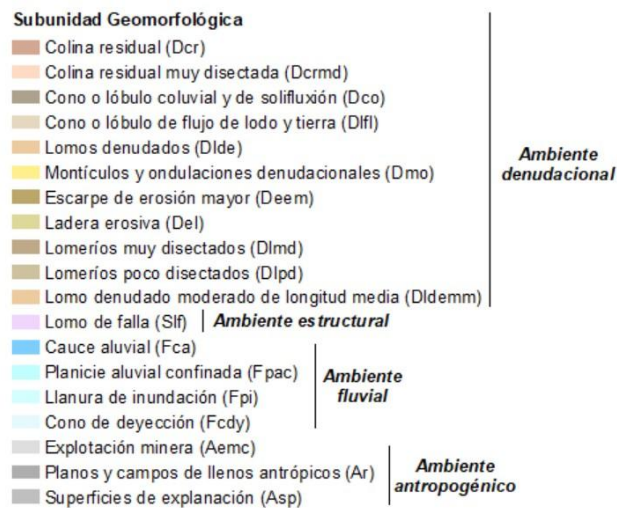 Subunidad Geomorfológica
Colina residual (Dcr)
Colina residual muy disectada (Dcrmd)
Cono o lóbulo coluvial y de solifluxión (Dco)
Cono o lóbulo de flujo de lodo y tierra (Dlfl)
Lomos denudados (Dlde)
Montículos y ondulaciones denudacionales (Dmo)
Escarpe de erosión mayor (Deem)
Ladera erosiva (Del)
Lomeríos muy disectados (Dlmd)
Lomeríos poco disectados (Dlpd)
Lomo denudado moderado de longitud media (Dldemm)
Ambiente
denudacional
Lomo de falla (Slf)
Ambiente estructural
Cauce aluvial (Fca)
Planicie aluvial confinada (Fpac)
Llanura de inundación (Fpi)
Cono de deyección (Fcdy)
Ambiente
fluvial
Explotación minera (Aemc)
Planos y campos de llenos antrópicos (Ar)
Superficies de explanación (Asp)
Ambiente
antropogénico